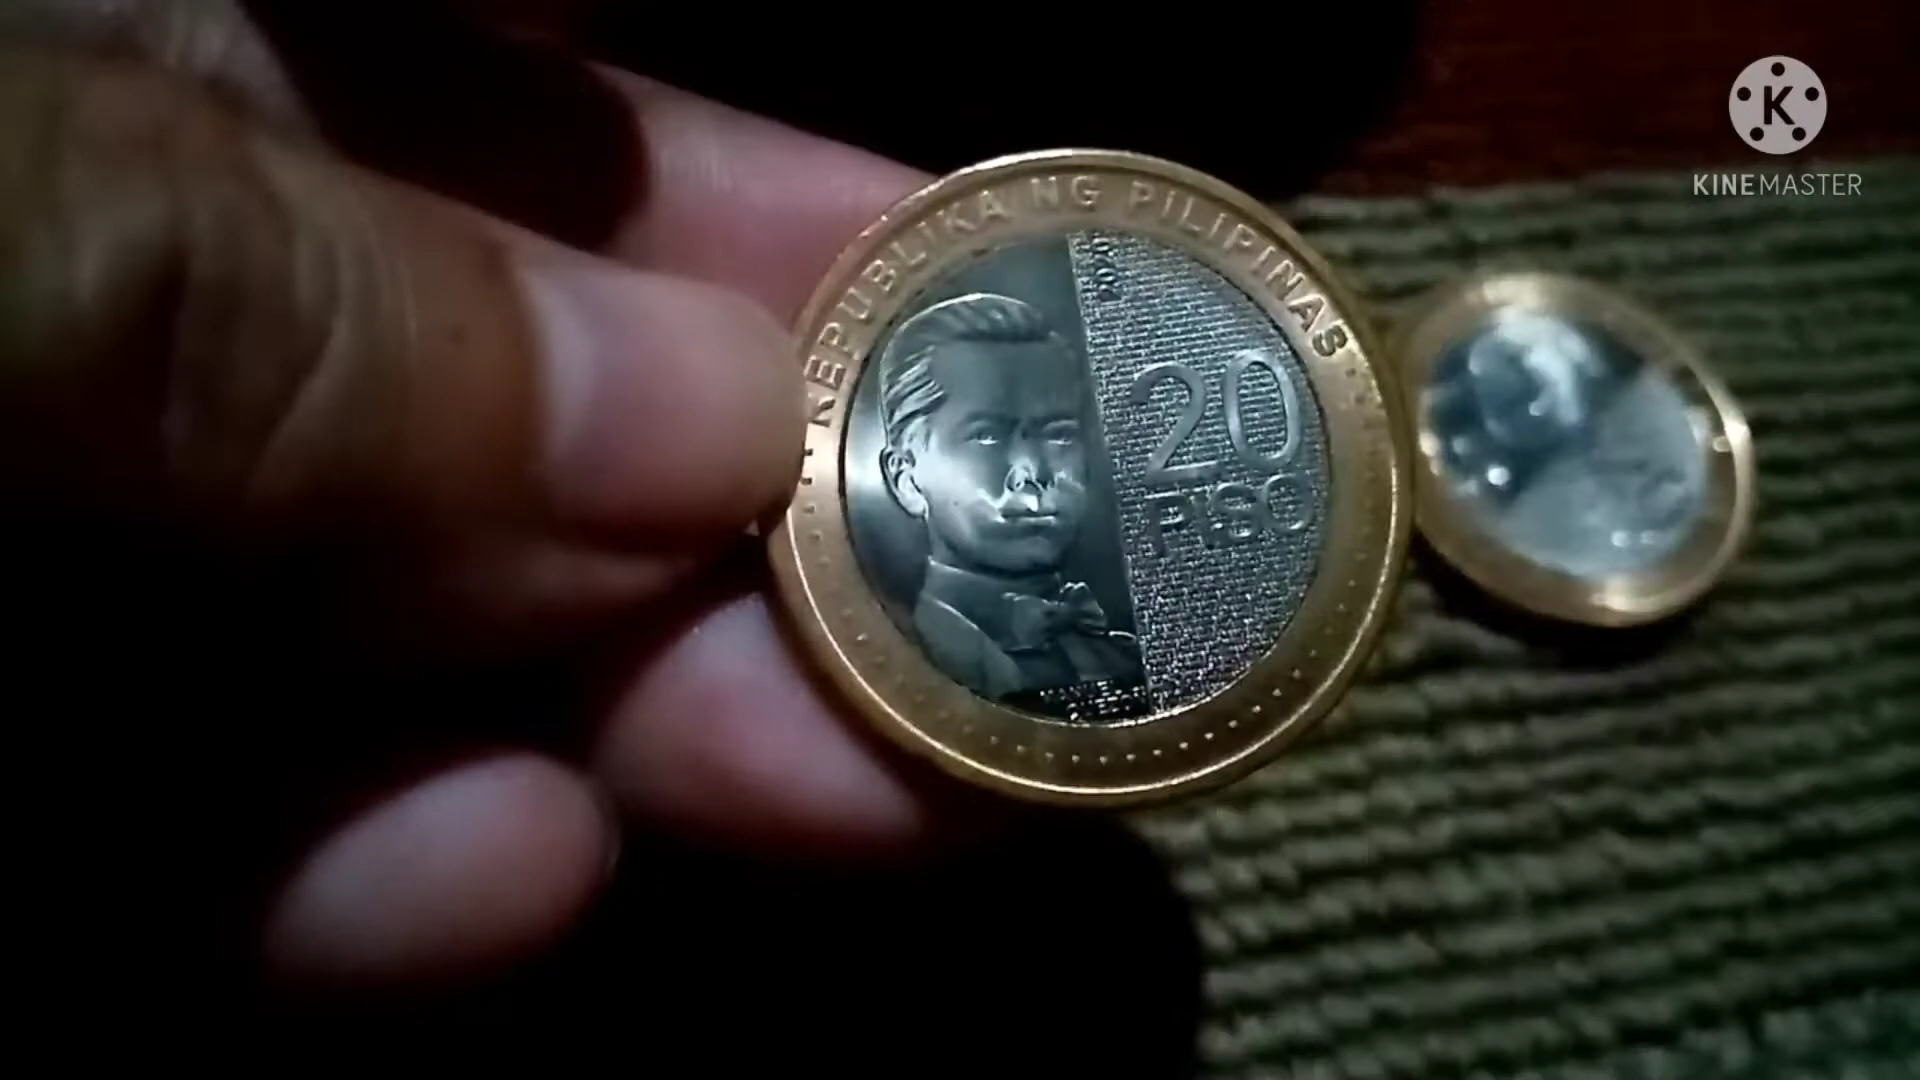 REPUBLIKA NG PILIPINAS
20
PISO
K
KINEMASTER